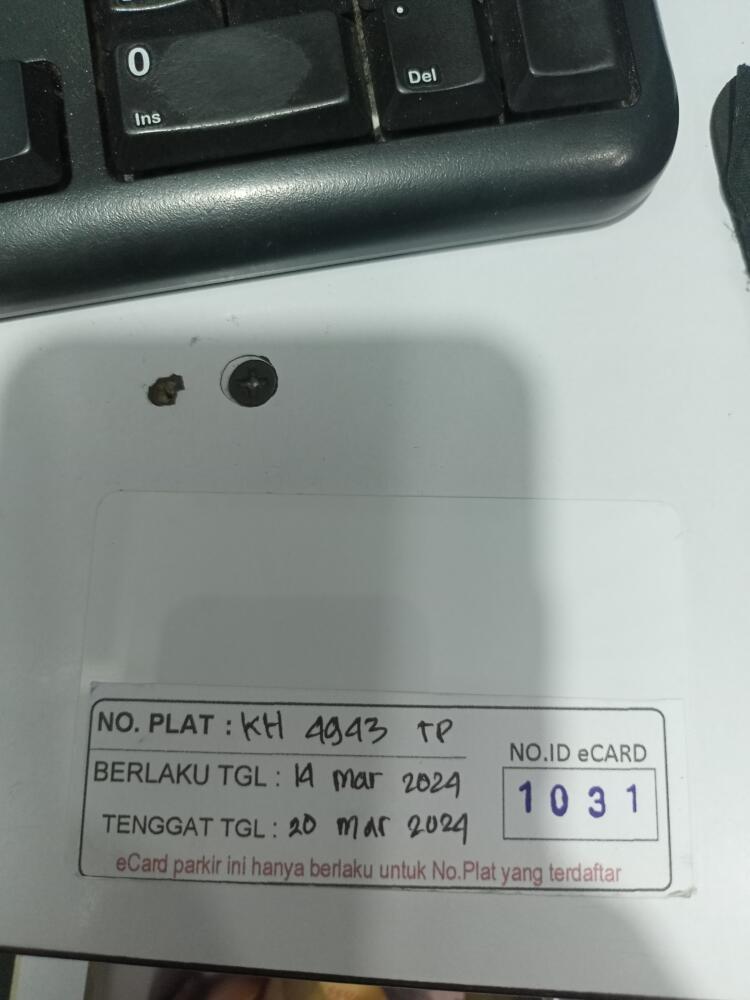 0
Ins
.
Del
NO. PLAT : KH 4943 TP
BERLAKU TGL : 14 Mar 2024
TENGGAT TGL : 20 Mar 2024
NO.ID eCARD
1031
eCard parkir ini hanya berlaku untuk No.Plat yang terdaftar